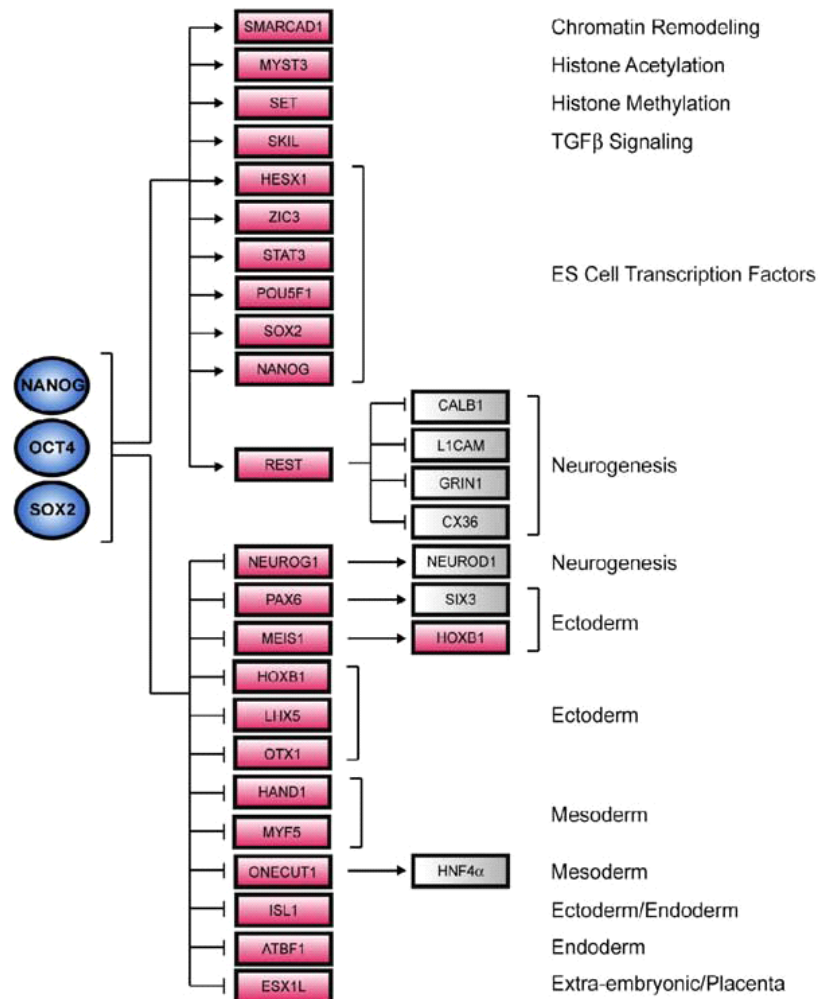 SMARCAD1 Chromatin Remodeling
MYST3 Histone Acetylation
SET Histone Methylation
SKIL TGFβ Signaling
HESX1
ZIC3
STAT3 ES Cell Transcription Factors
POU5F1
SOX2
NANOG
NANOG
OCT4
SOX2
CALB1
L1CAM
REST Neurogenesis
GRIN1
CX36
NEUROG1 NEUROD1 Neurogenesis
PAX6 SIX3
Ectoderm
MEIS1 HOXB1
HOXB1
LHX5 Ectoderm
OTX1
HAND1
Mesoderm
MYF5
ONECUT1 HNF4α Mesoderm
ISL1 Ectoderm/Endoderm
ATBF1 Endoderm
ESX1L Extra-embryonic/Placenta